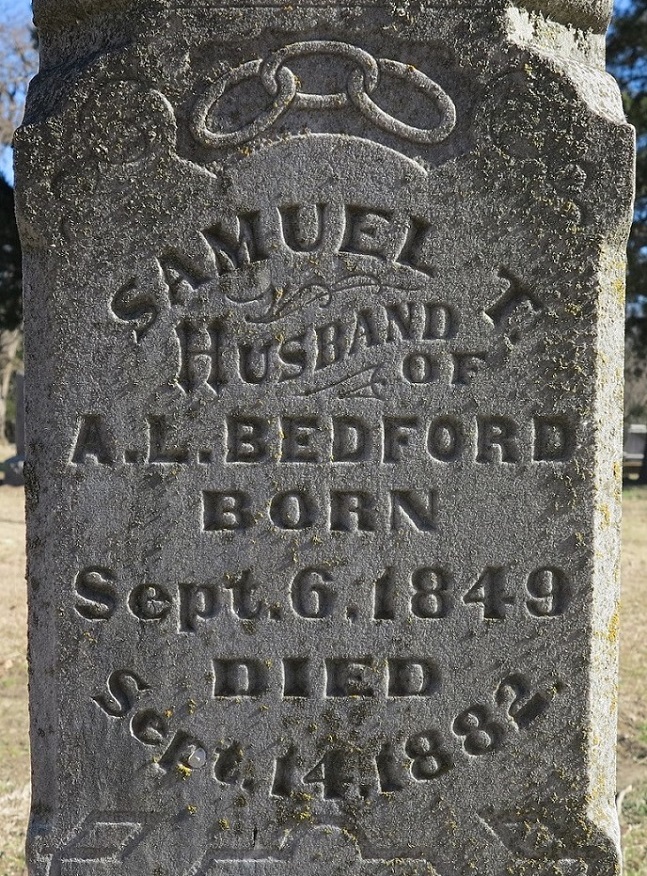 SAMUEL T.
HUSBAND
OF
A.L. BEDFORD
BORN
Sept. 6. 1849
DIED
Sept. 14. 1882.